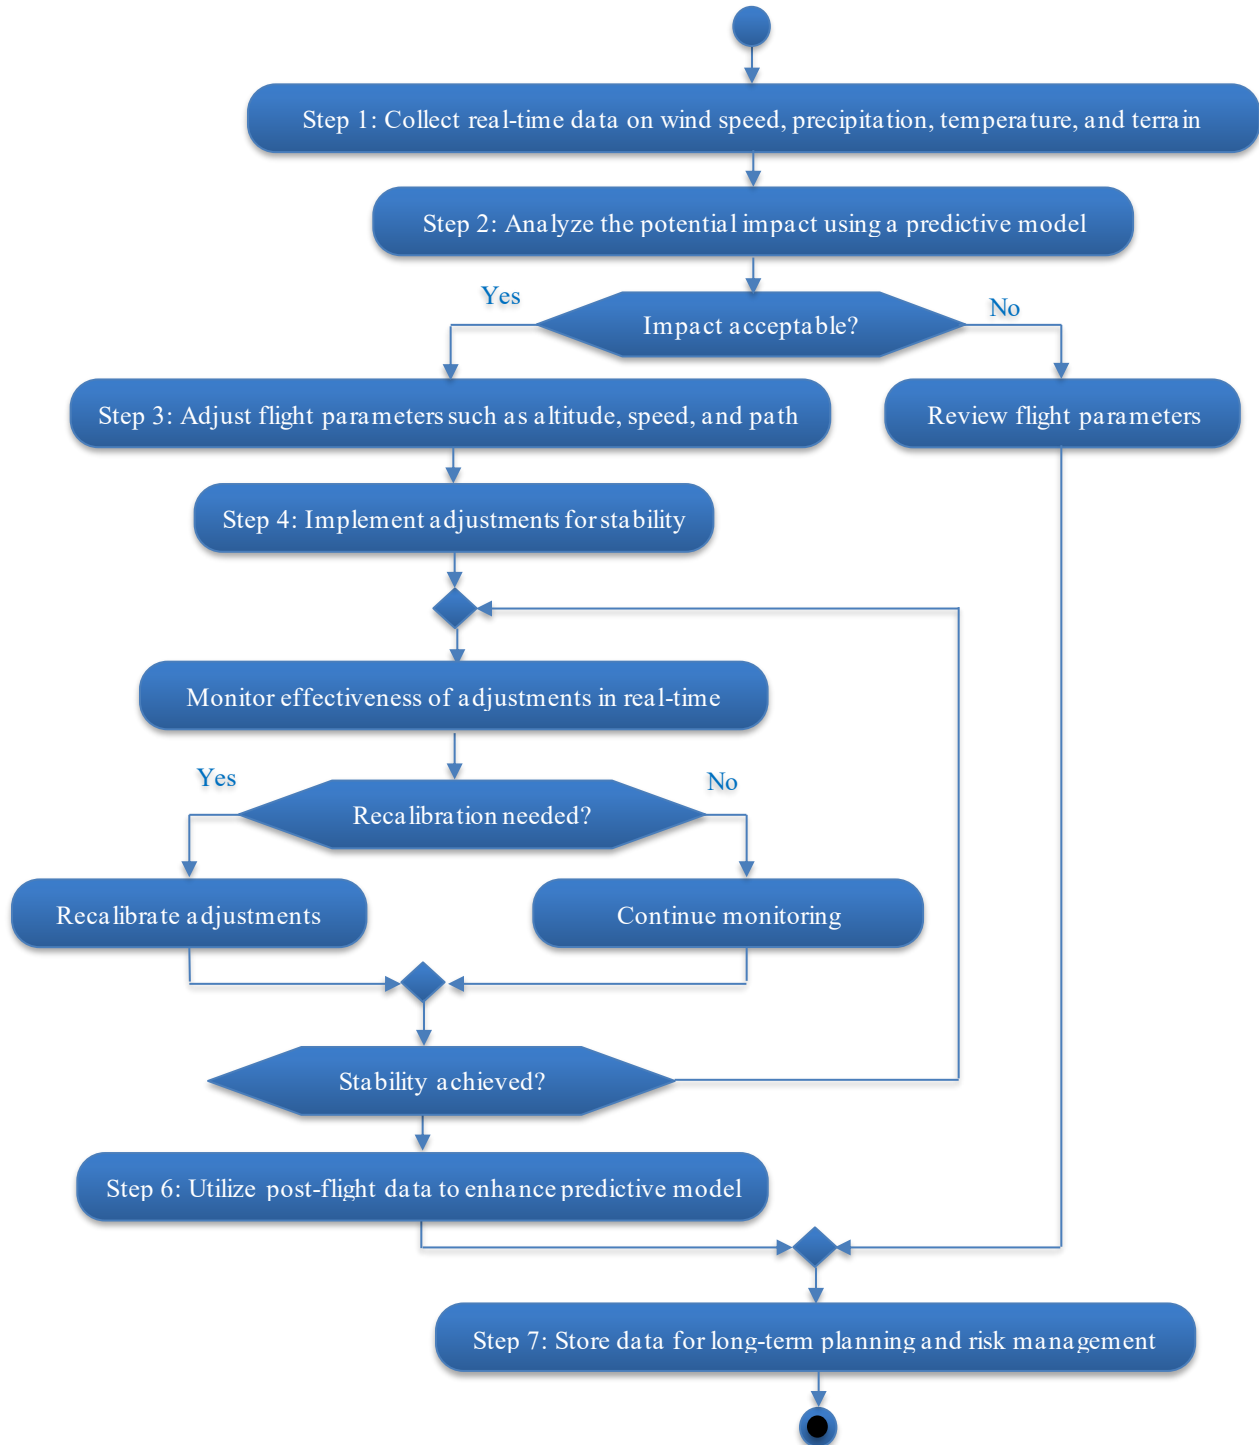 Step 1: Collect real-time data on wind speed, precipitation, temperature, and terrain
Step 2: Analyze the potential impact using a predictive model
Yes
Impact acceptable?
No
Step 3: Adjust flight parameters such as altitude, speed, and path
Review flight parameters
Step 4: Implement adjustments for stability
Monitor effectiveness of adjustments in real-time
Yes
Recalibration needed?
No
Recalibrate adjustments
Continue monitoring
Stability achieved?
Step 6: Utilize post-flight data to enhance predictive model
Step 7: Store data for long-term planning and risk management